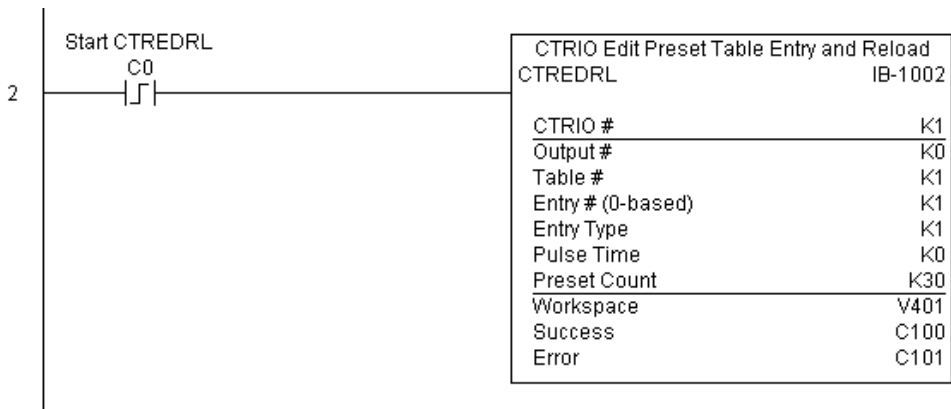 Start CTREDRL
C0
2
CTRIO Edit Preset Table Entry and Reload
CTREDRL IB-1002
CTRIO # K1
Output # K0
Table # K1
Entry # (0-based) K1
Entry Type K1
Pulse Time K0
Preset Count K30
Workspace V401
Success C100
Error C101